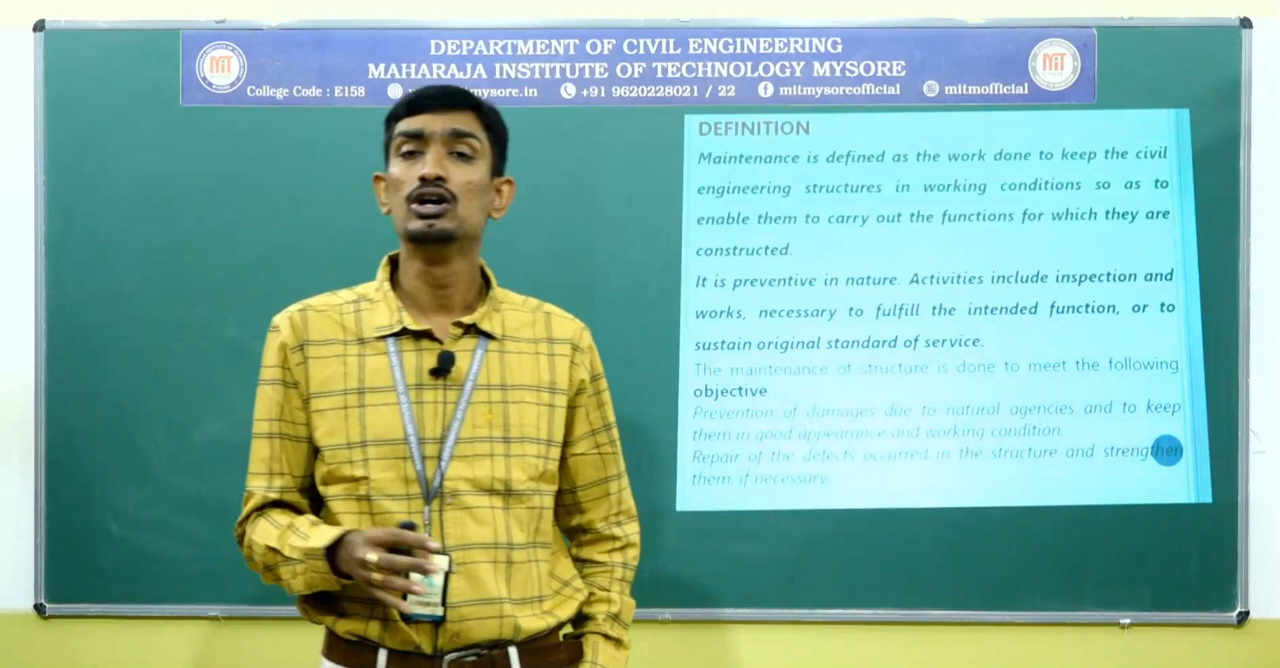 DEPARTMENT OF CIVIL ENGINEERING
MAHARAJA INSTITUTE OF TECHNOLOGY MYSORE
College Code : E158 mysore.in +91 9620228021 / 22 mitmysoreofficial mitmofficial
MIT
MIT
DEFINITION
Maintenance is defined as the work done to keep the civil
engineering structures in working conditions so as to
enable them to carry out the functions for which they are
constructed.
It is preventive in nature. Activities include inspection and
works, necessary to fulfill the intended function, or to
sustain original standard of service.
The maintenance of structure is done to meet the following
objective
Prevention of damages due to natural agencies and to keep
them in good appearance and working condition.
Repair of the defects occurred in the structure and strengthen
them, if necessary.